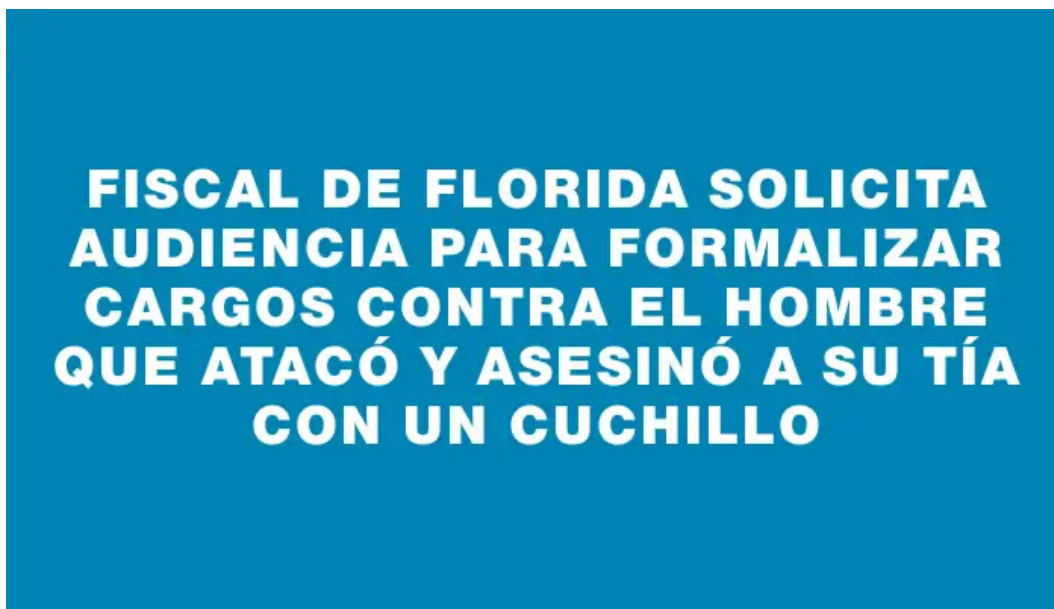 FISCAL DE FLORIDA SOLICITA
AUDIENCIA PARA FORMALIZAR
CARGOS CONTRA EL HOMBRE
QUE ATACÓ Y ASESINÓ A SU TÍA
CON UN CUCHILLO